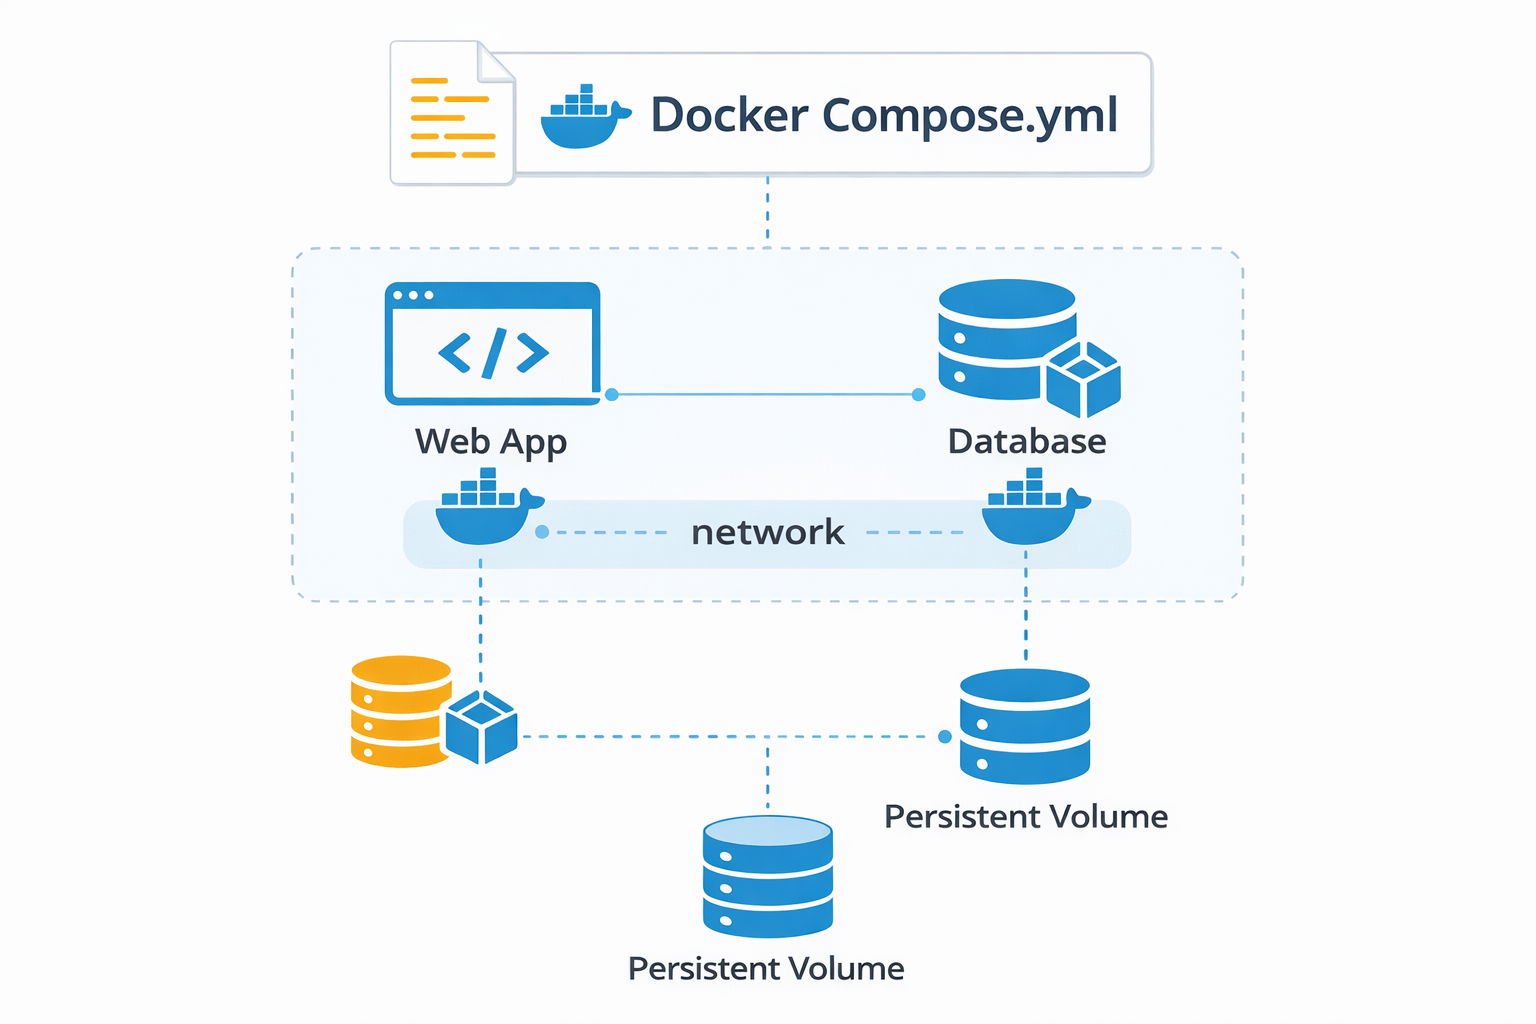 Docker Compose.yml
</>
Web App
Database
network
Persistent Volume
Persistent Volume